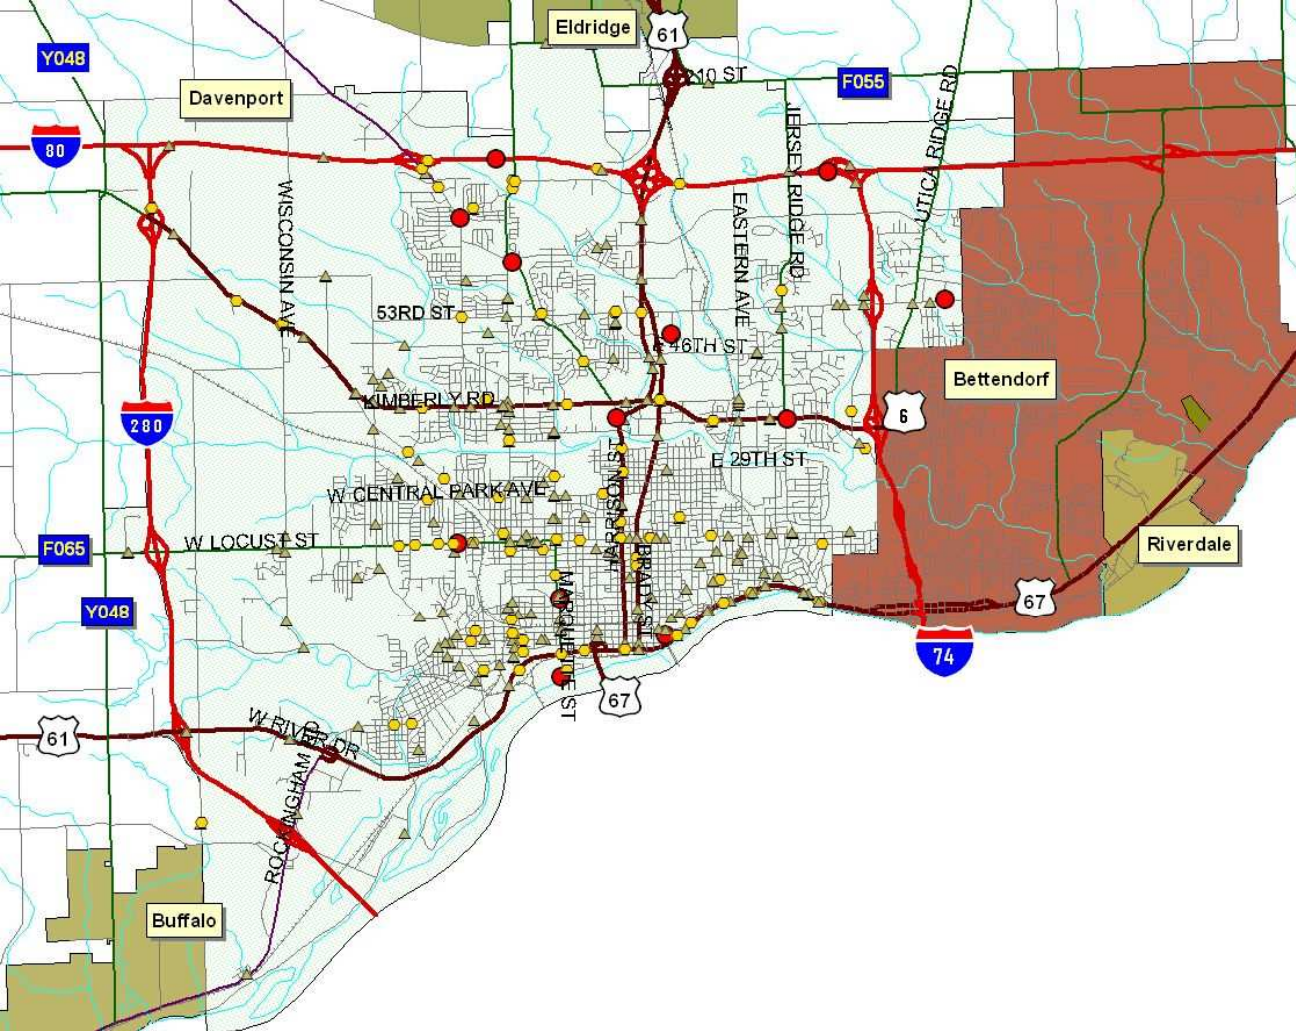 Eldridge
61
Y048
210 ST
F055
Davenport
UTICA RIDGE RD
JERSEY RIDGE RD
80
WISCONSIN AVE
EASTERN AVE
53RD ST
E 46TH ST
Bettendorf
KIMBERLY RD
6
280
E 29TH ST
HARRISON ST
W CENTRAL PARK AVE
W LOCUST ST
F065
Riverdale
BRADY ST
MARQUETTE ST
Y048
67
74
67
61
W RIVER DR
ROCKINGHAM RD
Buffalo